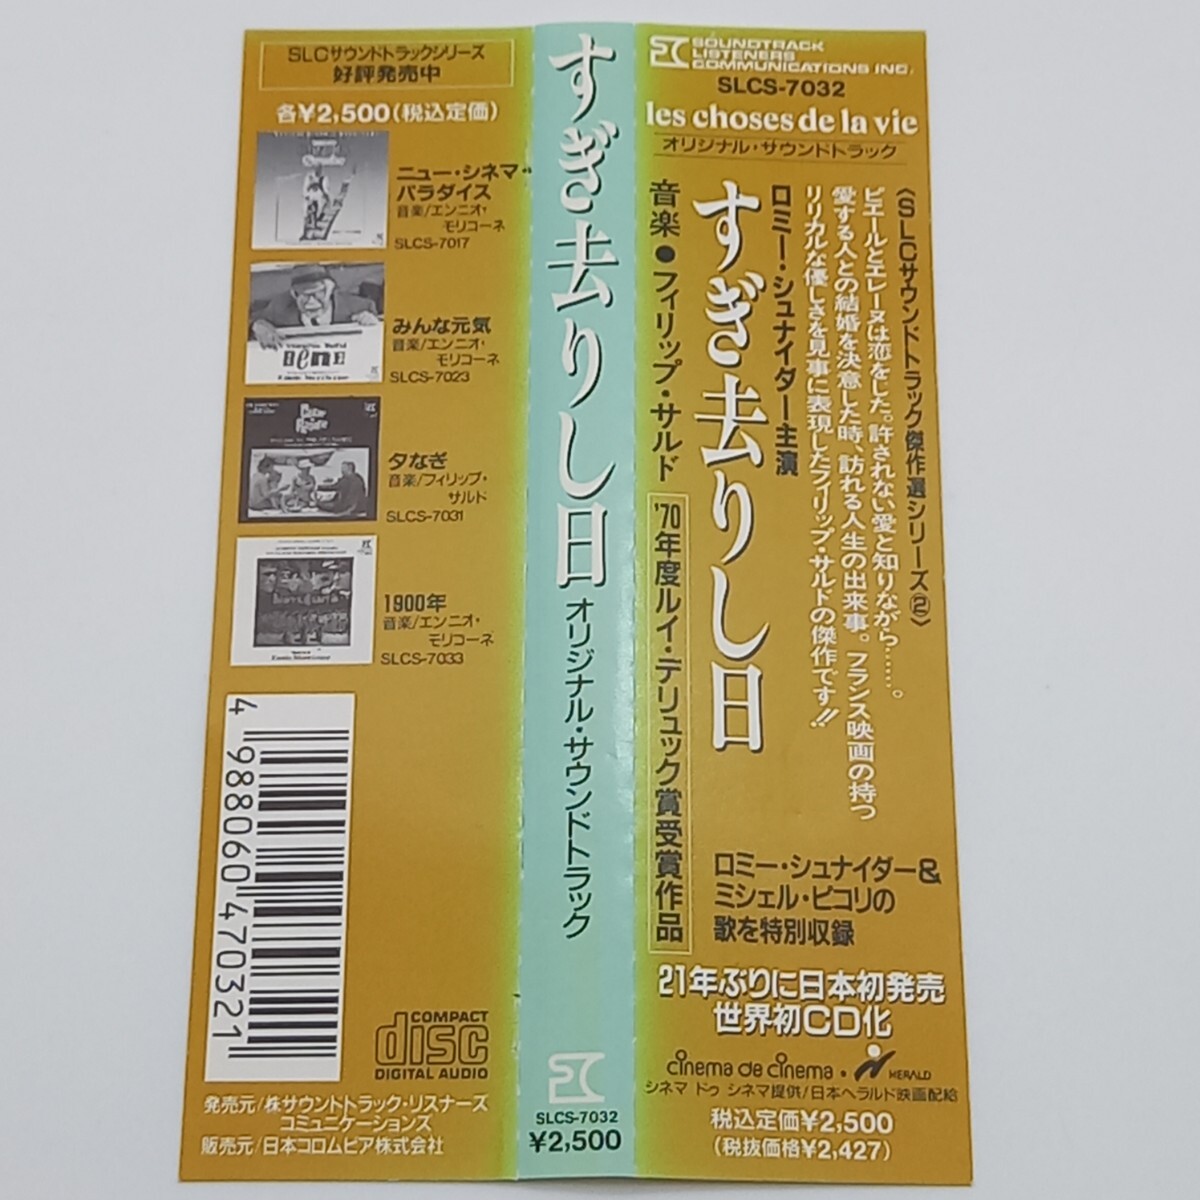 SLCサウンドトラックシリーズ
好評発売中
各¥2,500(税込定価)
ニュー・シネマ・
パラダイス
音楽/エンニオ・
モリコーネ
SLCS-7017
みんな元気
音楽/エンニオ・
モリコーネ
SLCS-7023
夕なぎ
音楽/フィリップ・
サルド
SLCS-7031
1900年
音楽/エンニオ・
モリコーネ
SLCS-7033
4 988060 470321
COMPACT
disc
DIGITAL AUDIO
発売元/株サウンドトラック・リスナーズ
コミュニケーションズ
販売元/日本コロムビア株式会社
すぎ去りし日
オリジナル・サウンドトラック
SLCS-7032
¥2,500
SOUNDTRACK
LISTENERS
COMMUNICATIONS INC.
SLCS-7032
les choses de la vie
オリジナル・サウンドトラック
〈SLCサウンドトラック傑作選シリーズ②〉
ピエールとエレーヌは恋をした。許されない愛と知りながら……。
愛する人との結婚を決意した時、訪れる人生の出来事。フランス映画の持つ
リリカルな優しさを見事に表現したフィリップ・サルドの傑作です!!
ロミー・シュナイダー主演
すぎ去りし日
音楽●フィリップ・サルド
'70年度ルイ・デリュック賞受賞作品
ロミー・シュナイダー&
ミシェル・ピコリの
歌を特別収録
21年ぶりに日本初発売
世界初CD化
cinema de cinema・HERALD
シネマ ドゥ シネマ提供/日本ヘラルド映画配給
税込定価¥2,500
(税抜価格¥2,427)